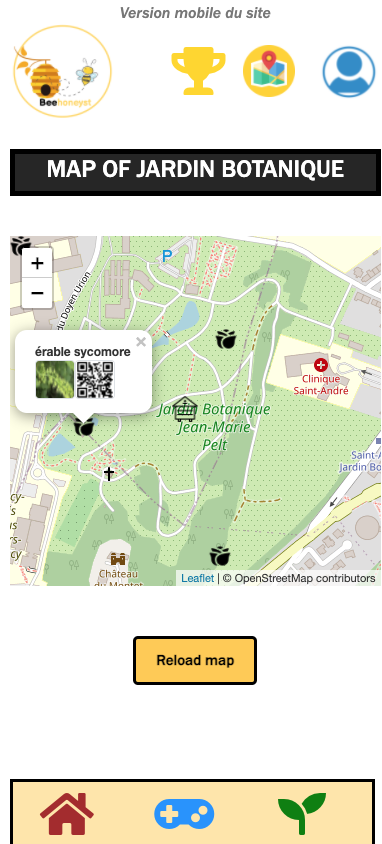 Version mobile du site
Beehoneyat
MAP OF JARDIN BOTANIQUE
P
+
−
du Doyen Urion
érable sycomore
×
Clinique
Saint-André
Jardin Botanique
Jean-Marie
Pelt
Saint-A
Jardin Bo
Château
du Montet
Leaflet | © OpenStreetMap contributors
Reload map